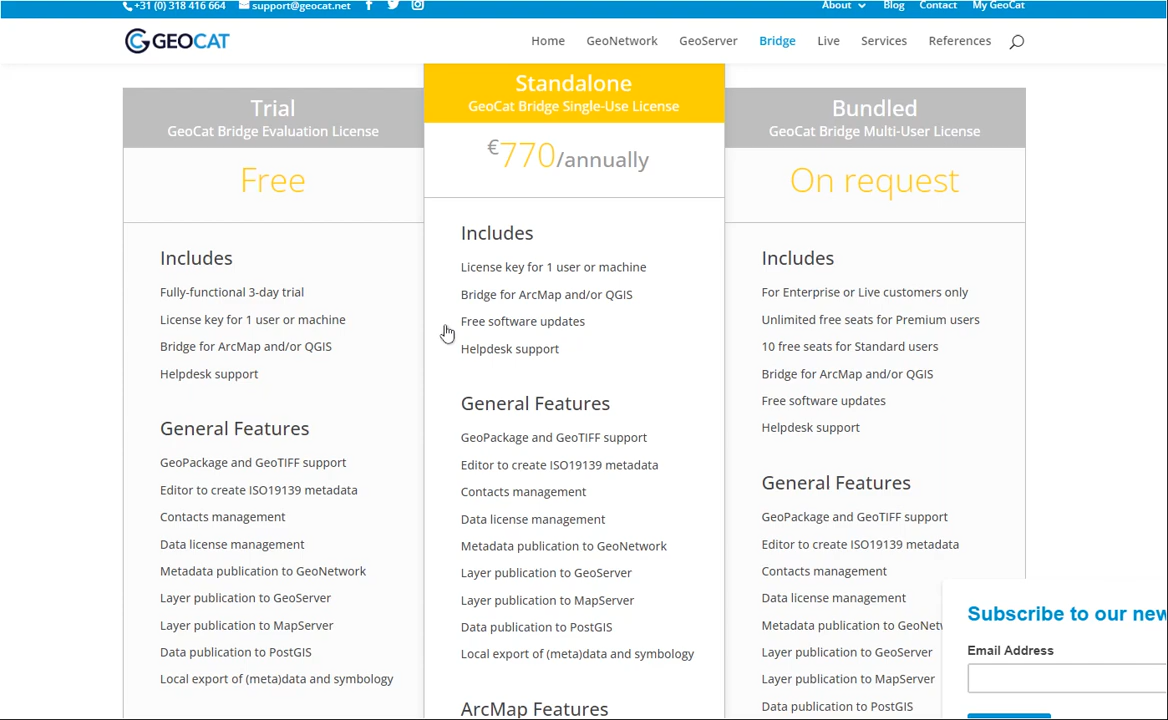 +31 (0) 318 416 664
support@geocat.net
About
Blog
Contact
My GeoCat
GEOCAT
Home
GeoNetwork
GeoServer
Bridge
Live
Services
References
Trial
GeoCat Bridge Evaluation License
Free
Includes
Fully-functional 3-day trial
License key for 1 user or machine
Bridge for ArcMap and/or QGIS
Helpdesk support
General Features
GeoPackage and GeoTIFF support
Editor to create ISO19139 metadata
Contacts management
Data license management
Metadata publication to GeoNetwork
Layer publication to GeoServer
Layer publication to MapServer
Data publication to PostGIS
Local export of (meta)data and symbology
Standalone
GeoCat Bridge Single-Use License
€770/annually
Includes
License key for 1 user or machine
Bridge for ArcMap and/or QGIS
Free software updates
Helpdesk support
General Features
GeoPackage and GeoTIFF support
Editor to create ISO19139 metadata
Contacts management
Data license management
Metadata publication to GeoNetwork
Layer publication to GeoServer
Layer publication to MapServer
Data publication to PostGIS
Local export of (meta)data and symbology
ArcMap Features
Bundled
GeoCat Bridge Multi-User License
On request
Includes
For Enterprise or Live customers only
Unlimited free seats for Premium users
10 free seats for Standard users
Bridge for ArcMap and/or QGIS
Free software updates
Helpdesk support
General Features
GeoPackage and GeoTIFF support
Editor to create ISO19139 metadata
Contacts management
Data license management
Metadata publication to GeoNetw
Layer publication to GeoServer
Layer publication to MapServer
Data publication to PostGIS
Subscribe to our new
Email Address